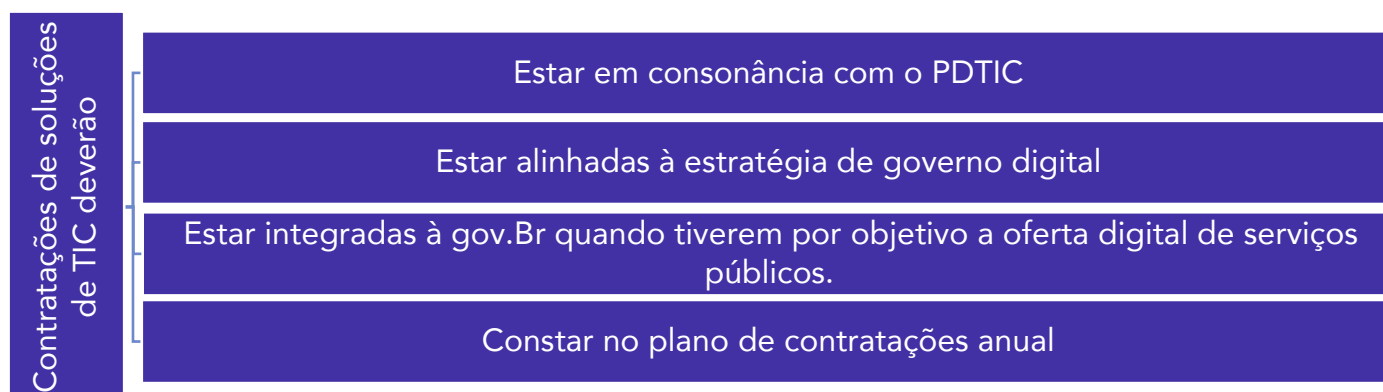 Contratações de soluções
de TIC deverão
Estar em consonância com o PDTIC
Estar alinhadas à estratégia de governo digital
Estar integradas à gov.Br quando tiverem por objetivo a oferta digital de serviços
públicos.
Constar no plano de contratações anual